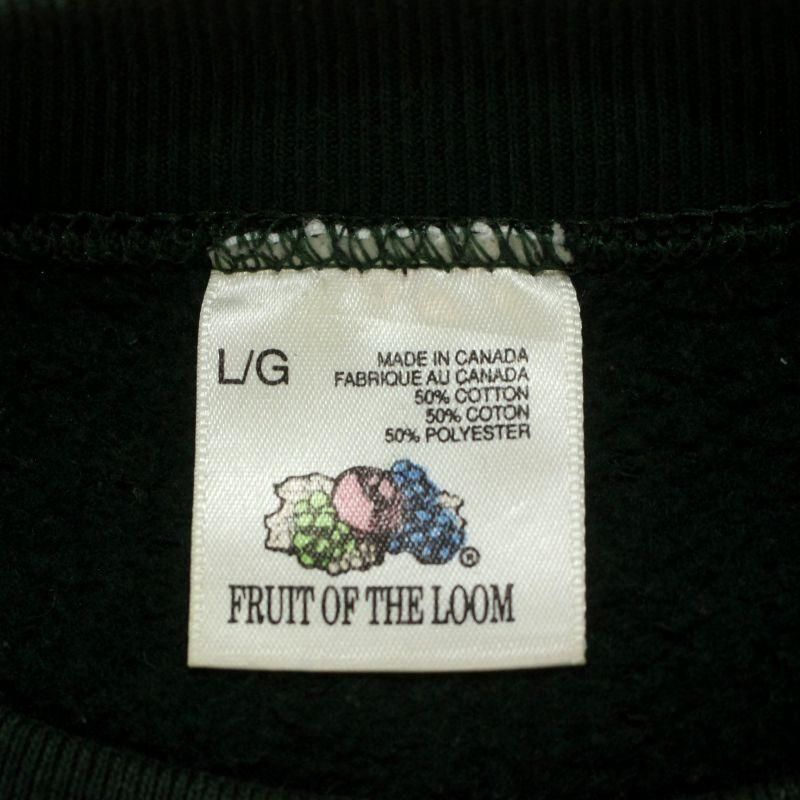 L/G
MADE IN CANADA
FABRIQUE AU CANADA
50% COTTON
50% COTON
50% POLYESTER
®
FRUIT OF THE LOOM